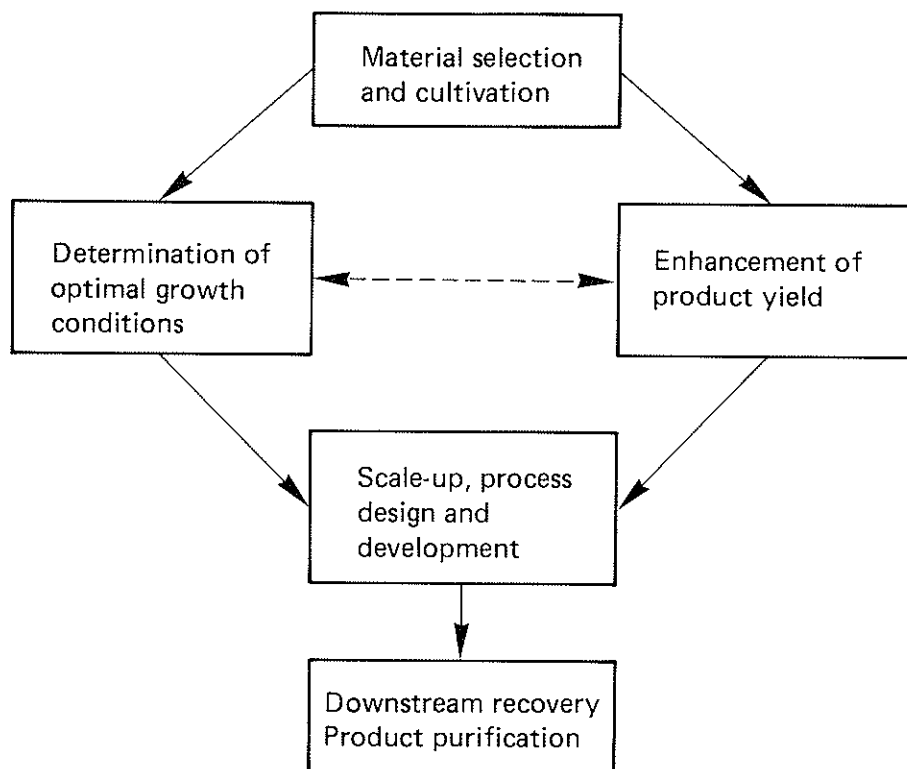 Material selection
and cultivation
Determination of
optimal growth
conditions
Enhancement of
product yield
Scale-up, process
design and
development
Downstream recovery
Product purification